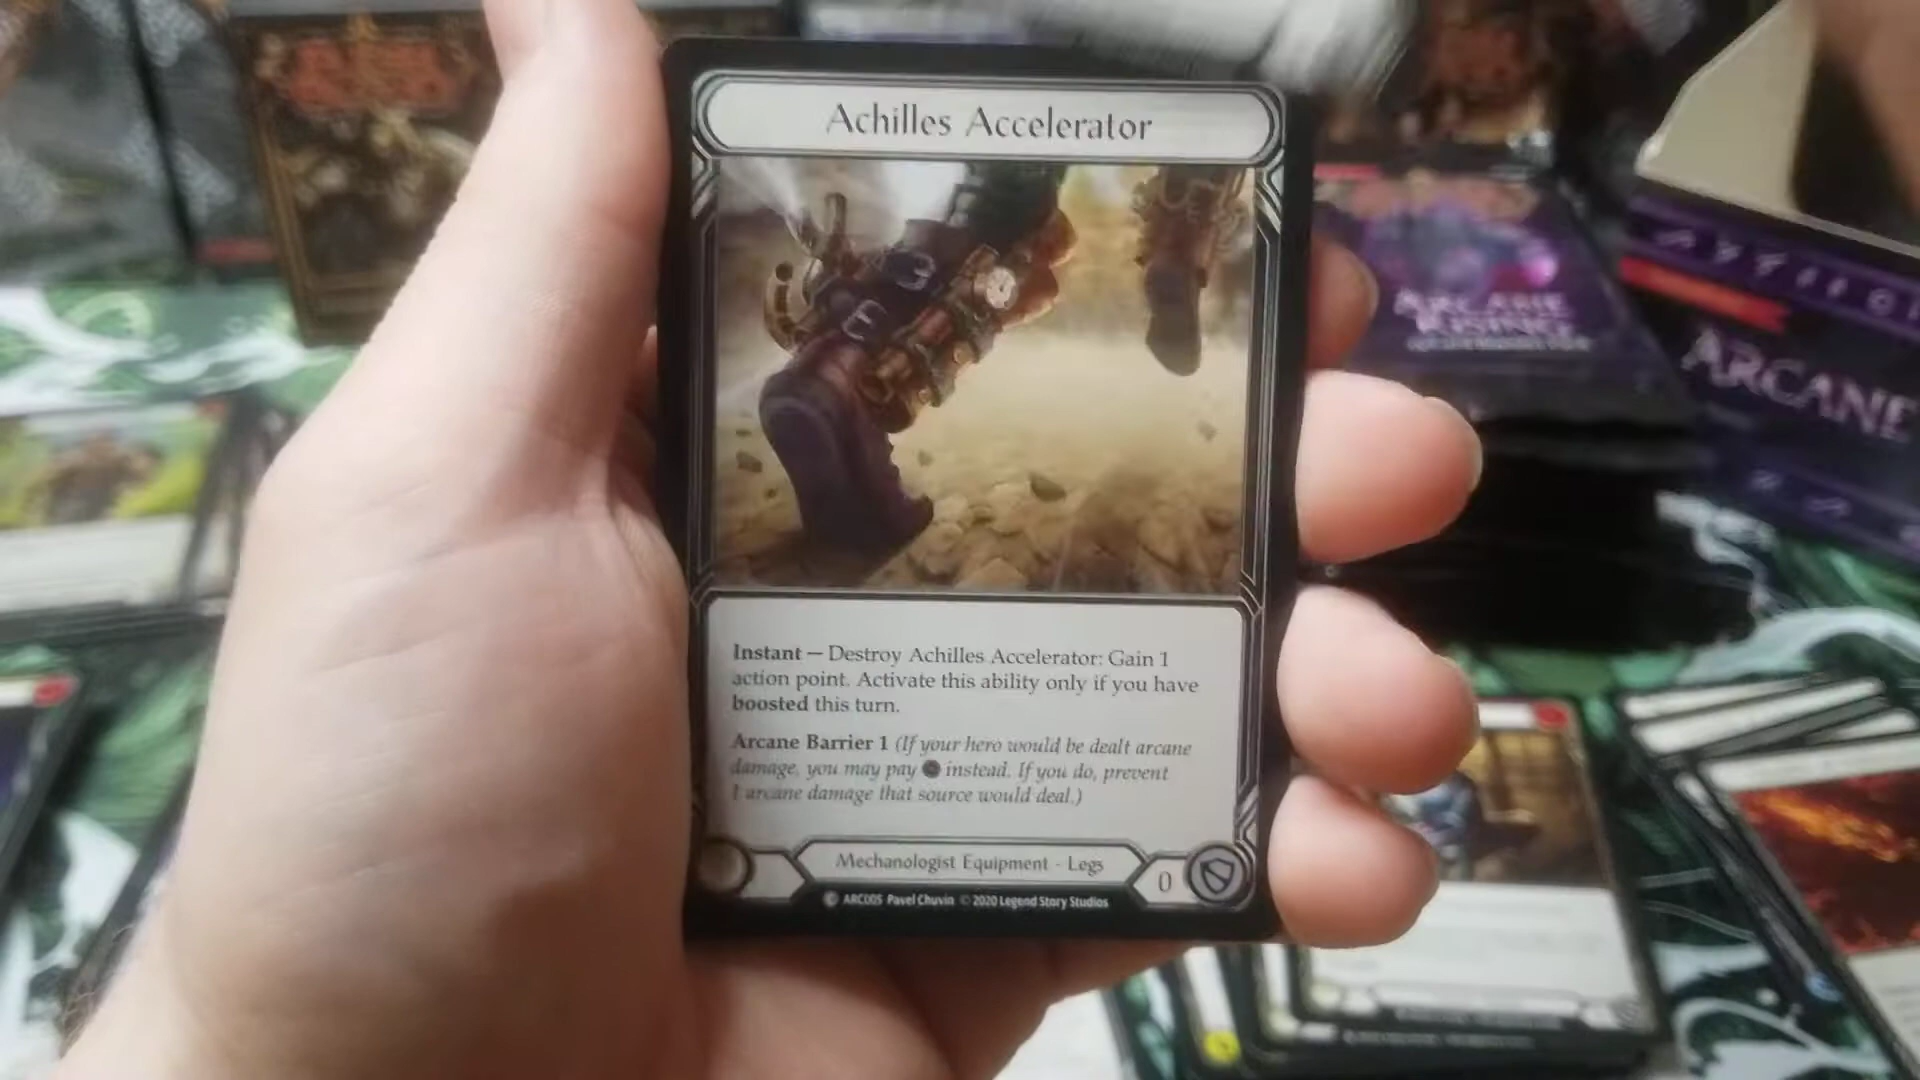 Achilles Accelerator
Instant — Destroy Achilles Accelerator: Gain 1
action point. Activate this ability only if you have
boosted this turn.
Arcane Barrier 1 (If your hero would be dealt arcane
damage, you may pay instead. If you do, prevent
1 arcane damage that source would deal.)
Mechanologist Equipment - Legs
0
C ARC005 Pavel Chuvin © 2020 Legend Story Studios
ARCANE
RISING
ARCANE